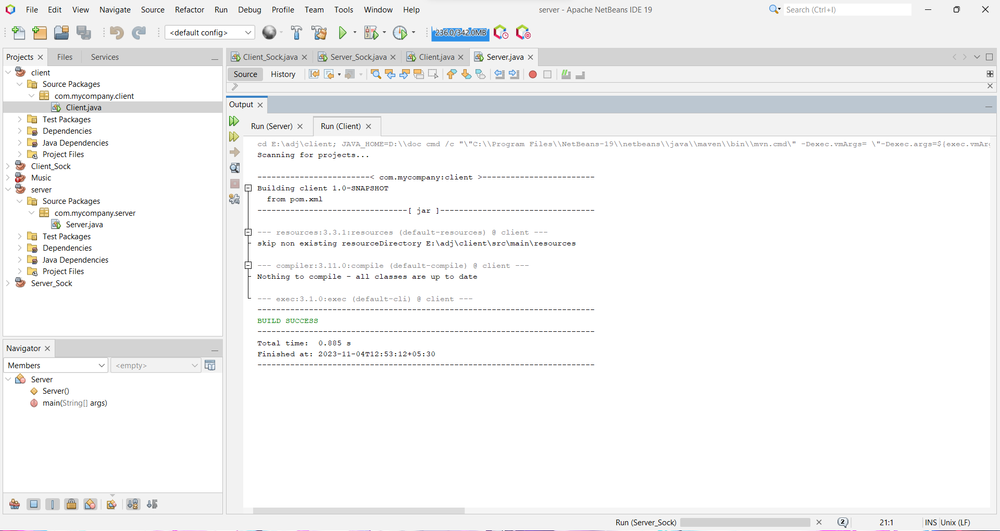 File Edit View Navigate Source Refactor Run Debug Profile Team Tools Window Help
server - Apache NetBeans IDE 19
Search (Ctrl+I)
<default config>
236.0/342.0MB
Projects Files Services
client
Source Packages
com.mycompany.client
Client.java
Test Packages
Dependencies
Java Dependencies
Project Files
Client_Sock
Music
server
Source Packages
com.mycompany.server
Server.java
Test Packages
Dependencies
Java Dependencies
Project Files
Server_Sock
Navigator
Members <empty>
Server
Server()
main(String[] args)
Client_Sock.java Server_Sock.java Client.java Server.java
Source History
Output
Run (Server) Run (Client)
cd E:\adj\client; JAVA_HOME=D:\\doc cmd /c "\"C:\\Program Files\\NetBeans-19\\netbeans\\java\\maven\\bin\\mvn.cmd\" -Dexec.vmArgs= \"-Dexec.args=${exec.vmArg
Scanning for projects...
------------------------< com.mycompany:client >------------------------
Building client 1.0-SNAPSHOT
from pom.xml
--------------------------------[ jar ]---------------------------------
--- resources:3.3.1:resources (default-resources) @ client ---
skip non existing resourceDirectory E:\adj\client\src\main\resources
--- compiler:3.11.0:compile (default-compile) @ client ---
Nothing to compile - all classes are up to date
--- exec:3.1.0:exec (default-cli) @ client ---
------------------------------------------------------------------------
BUILD SUCCESS
------------------------------------------------------------------------
Total time: 0.885 s
Finished at: 2023-11-04T12:53:12+05:30
------------------------------------------------------------------------
Run (Server_Sock) 2 21:1 INS Unix (LF)